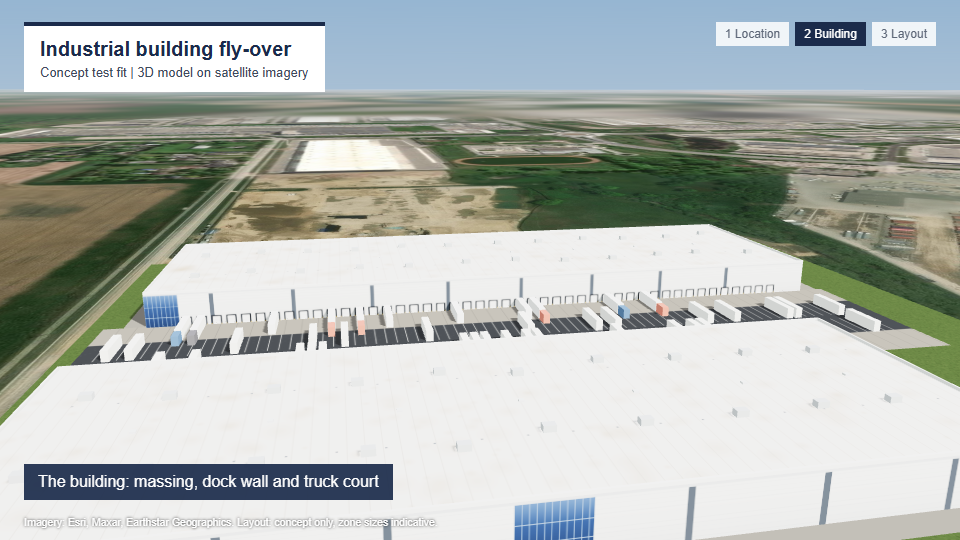 Industrial building fly-over
Concept test fit | 3D model on satellite imagery
1 Location
2 Building
3 Layout
The building: massing, dock wall and truck court
Imagery: Esri, Maxar, Earthstar Geographics. Layout: concept only, zone sizes indicative.